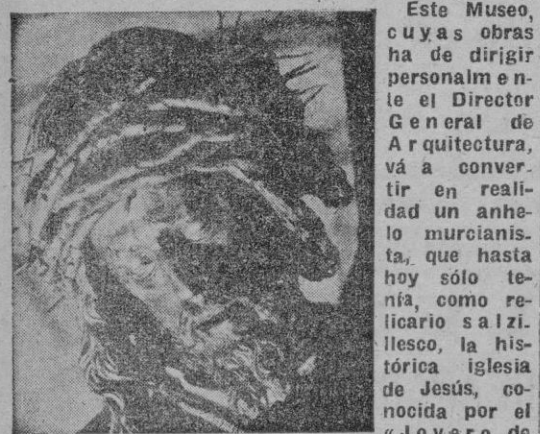 Este Museo,
cuyas obras
ha de dirigir
personalmen-
te el Director
General de
Arquitectura,
vá a conver-
tir en reali-
dad un anhe-
lo murcianis-
ta, que hasta
hoy sólo te-
nía, como re-
licario salzi-
llesco, la his-
tórica iglesia
de Jesús, co-
nocida por el
«Joyero de